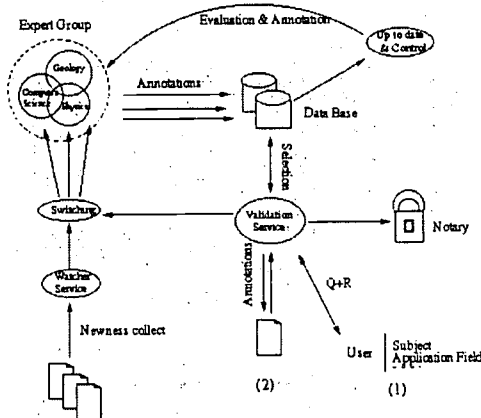 Evaluation & Annotation
Expert Group
Up to date
& Control
Geology
Computer
Science
Physics
Annotations
Data Base
Selection
Switching
Validation
Service
Notary
Watcher
Service
Annotations
Q+R
Newness collect
User
Subject
Application Field
(2)
(1)